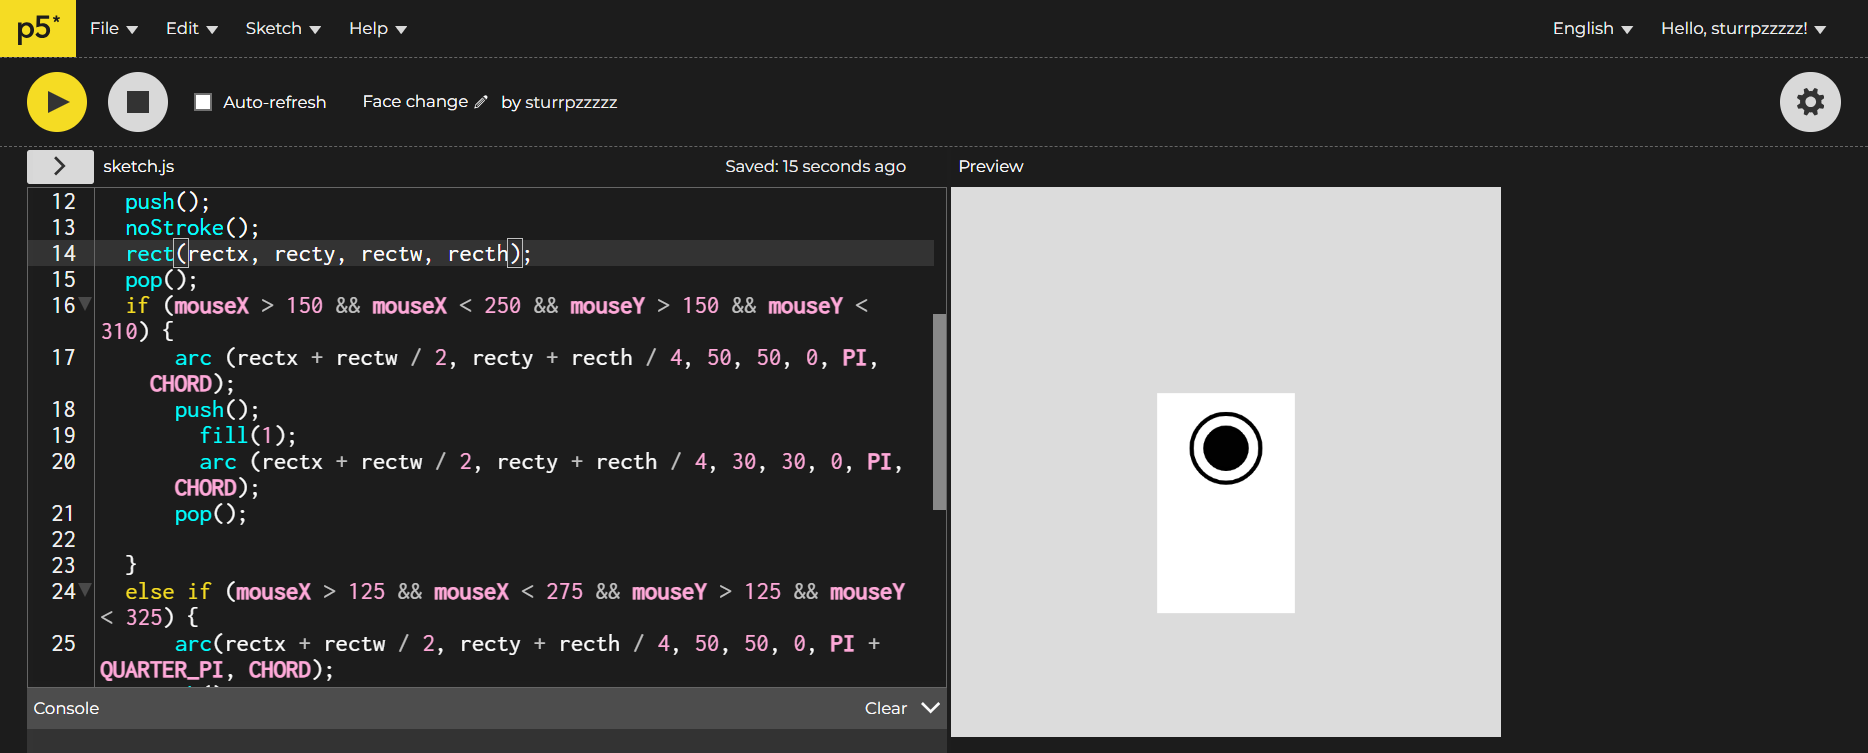 p5* File Edit Sketch Help English Hello, sturrpzzzzz!
Auto-refresh Face change by sturrpzzzzz
sketch.js Saved: 15 seconds ago Preview
12 push();
13 noStroke();
14 rect(rectx, recty, rectw, recth);
15 pop();
16 if (mouseX > 150 && mouseX < 250 && mouseY > 150 && mouseY <
310) {
17 arc (rectx + rectw / 2, recty + recth / 4, 50, 50, 0, PI,
CHORD);
18 push();
19 fill(1);
20 arc (rectx + rectw / 2, recty + recth / 4, 30, 30, 0, PI,
CHORD);
21 pop();
22
23 }
24 else if (mouseX > 125 && mouseX < 275 && mouseY > 125 && mouseY
< 325) {
25 arc(rectx + rectw / 2, recty + recth / 4, 50, 50, 0, PI +
QUARTER_PI, CHORD);
Console Clear